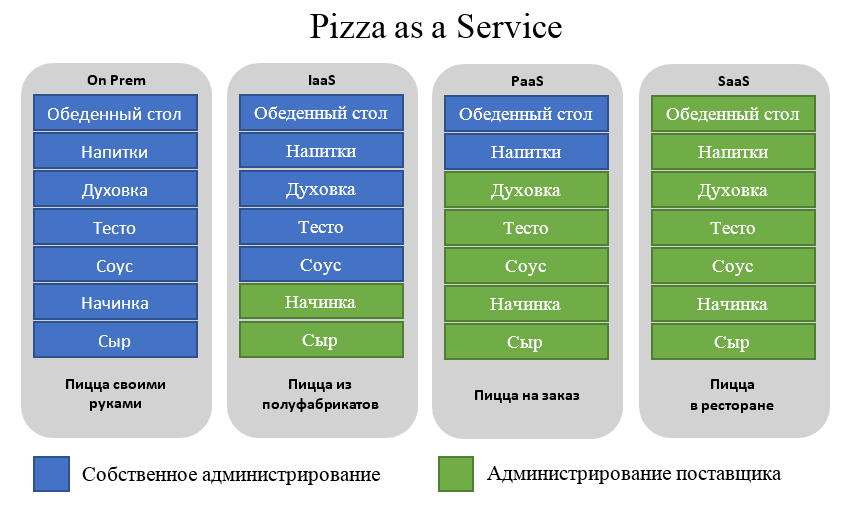 Pizza as a Service
On Prem
Обеденный стол
Напитки
Духовка
Тесто
Соус
Начинка
Сыр
Пицца своими
руками
IaaS
Обеденный стол
Напитки
Духовка
Тесто
Соус
Начинка
Сыр
Пицца из
полуфабрикатов
PaaS
Обеденный стол
Напитки
Духовка
Тесто
Соус
Начинка
Сыр
Пицца на заказ
SaaS
Обеденный стол
Напитки
Духовка
Тесто
Соус
Начинка
Сыр
Пицца
в ресторане
Собственное администрирование
Администрирование поставщика